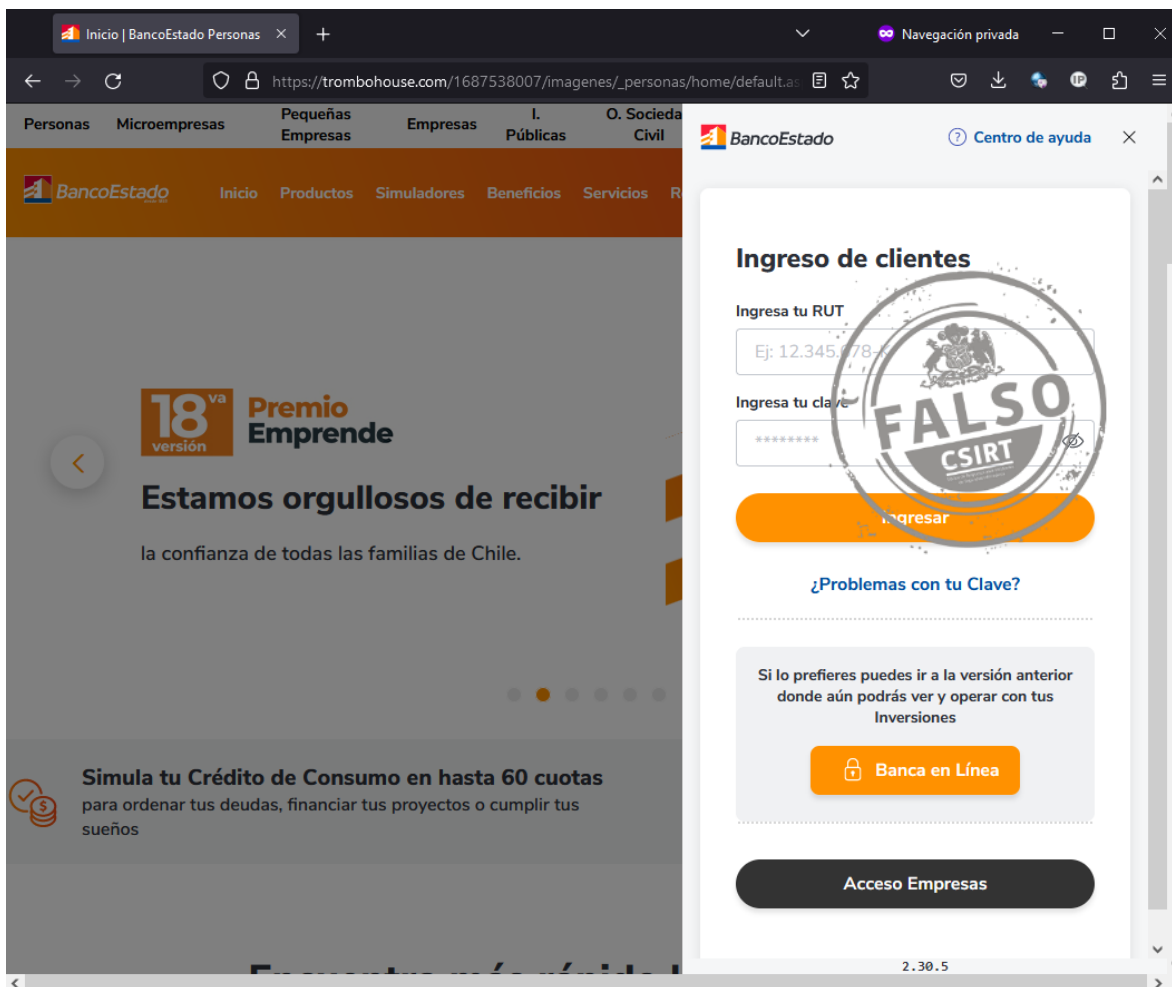 Inicio | BancoEstado Personas
Navegación privada
https://trombohouse.com/1687538007/imagenes/_personas/home/default.as
Personas
Microempresas
Pequeñas
Empresas
Empresas
I.
Públicas
O. Socieda
Civil
BancoEstado
Inicio
Productos
Simuladores
Beneficios
Servicios
18va
versión
Premio
Emprende
Estamos orgullosos de recibir
la confianza de todas las familias de Chile.
Simula tu Crédito de Consumo en hasta 60 cuotas
para ordenar tus deudas, financiar tus proyectos o cumplir tus
sueños
BancoEstado
Centro de ayuda
Ingreso de clientes
Ingresa tu RUT
Ej: 12.345.678-K
Ingresa tu clave
********
FALSO
CSIRT
Ingresar
¿Problemas con tu Clave?
Si lo prefieres puedes ir a la versión anterior
donde aún podrás ver y operar con tus
Inversiones
Banca en Línea
Acceso Empresas
2.30.5